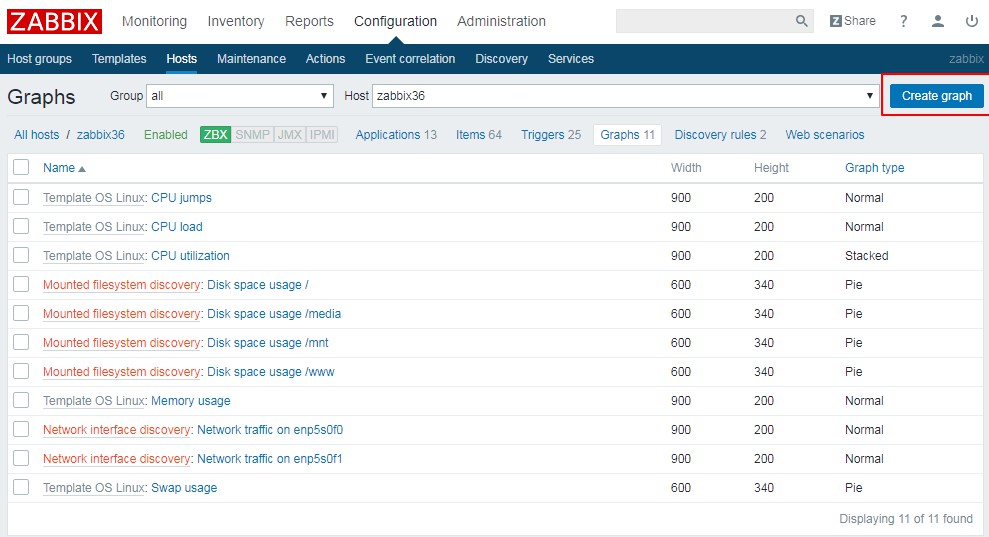 ZABBIX Monitoring Inventory Reports Configuration Administration Z Share ?
Host groups Templates Hosts Maintenance Actions Event correlation Discovery Services zabbix
Graphs Group all Host zabbix36 Create graph
All hosts / zabbix36 Enabled ZBX SNMP JMX IPMI Applications 13 Items 64 Triggers 25 Graphs 11 Discovery rules 2 Web scenarios
Name Width Height Graph type
Template OS Linux: CPU jumps 900 200 Normal
Template OS Linux: CPU load 900 200 Normal
Template OS Linux: CPU utilization 900 200 Stacked
Mounted filesystem discovery: Disk space usage / 600 340 Pie
Mounted filesystem discovery: Disk space usage /media 600 340 Pie
Mounted filesystem discovery: Disk space usage /mnt 600 340 Pie
Mounted filesystem discovery: Disk space usage /www 600 340 Pie
Template OS Linux: Memory usage 900 200 Normal
Network interface discovery: Network traffic on enp5s0f0 900 200 Normal
Network interface discovery: Network traffic on enp5s0f1 900 200 Normal
Template OS Linux: Swap usage 600 340 Pie
Displaying 11 of 11 found